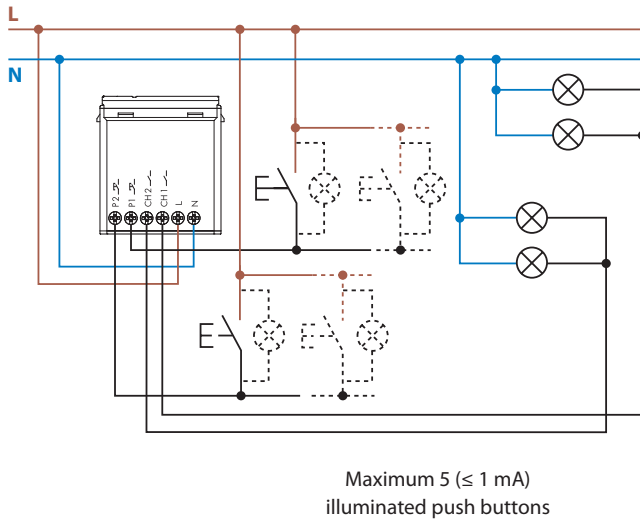 L
N
P2
P1
CH2
CH1
L
N
Maximum 5 (≤ 1 mA)
illuminated push buttons